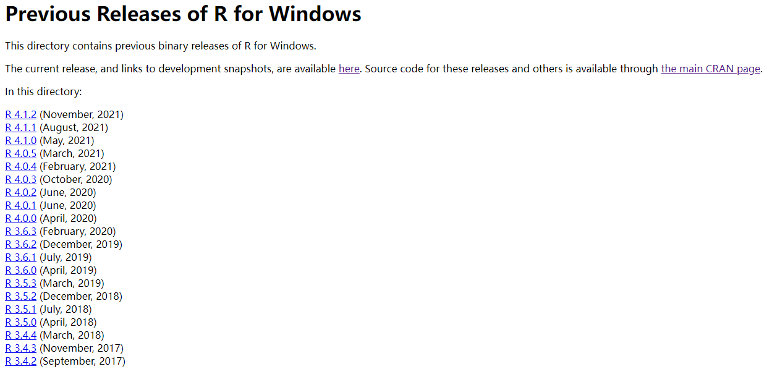 Previous Releases of R for Windows
This directory contains previous binary releases of R for Windows.
The current release, and links to development snapshots, are available here. Source code for these releases and others is available through the main CRAN page.
In this directory:
R 4.1.2 (November, 2021)
R 4.1.1 (August, 2021)
R 4.1.0 (May, 2021)
R 4.0.5 (March, 2021)
R 4.0.4 (February, 2021)
R 4.0.3 (October, 2020)
R 4.0.2 (June, 2020)
R 4.0.1 (June, 2020)
R 4.0.0 (April, 2020)
R 3.6.3 (February, 2020)
R 3.6.2 (December, 2019)
R 3.6.1 (July, 2019)
R 3.6.0 (April, 2019)
R 3.5.3 (March, 2019)
R 3.5.2 (December, 2018)
R 3.5.1 (July, 2018)
R 3.5.0 (April, 2018)
R 3.4.4 (March, 2018)
R 3.4.3 (November, 2017)
R 3.4.2 (September, 2017)